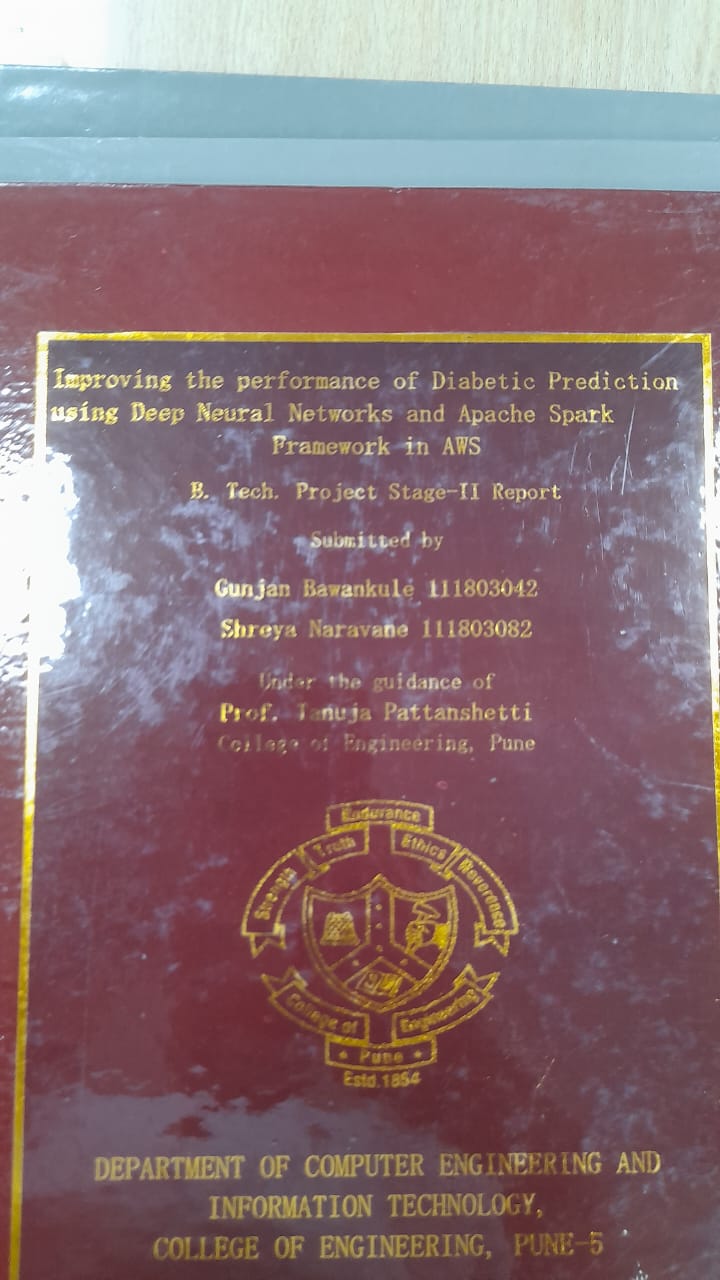 Improving the performance of Diabetic Prediction
using Deep Neural Networks and Apache Spark
Framework in AWS
B. Tech. Project Stage-II Report
Submitted by
Gunjan Bawankule 111803042
Shreya Naravane 111803082
Under the guidance of
Prof. Tanuja Pattanshetti
College of Engineering, Pune
Endurance
Truth Ethics
Strength Reverence
College of Engineering
Pune
Estd.1854
DEPARTMENT OF COMPUTER ENGINEERING AND
INFORMATION TECHNOLOGY,
COLLEGE OF ENGINEERING, PUNE-5